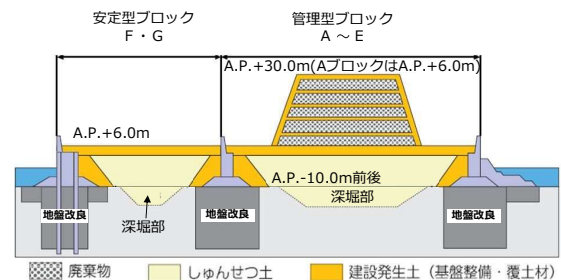 安定型ブロック
F・G
管理型ブロック
A ～ E
A.P.+30.0m(AブロックはA.P.+6.0m)
A.P.+6.0m
A.P.-10.0m前後
深堀部
地盤改良
深堀部
地盤改良
地盤改良
廃棄物
しゅんせつ土
建設発生土（基盤整備・覆土材）